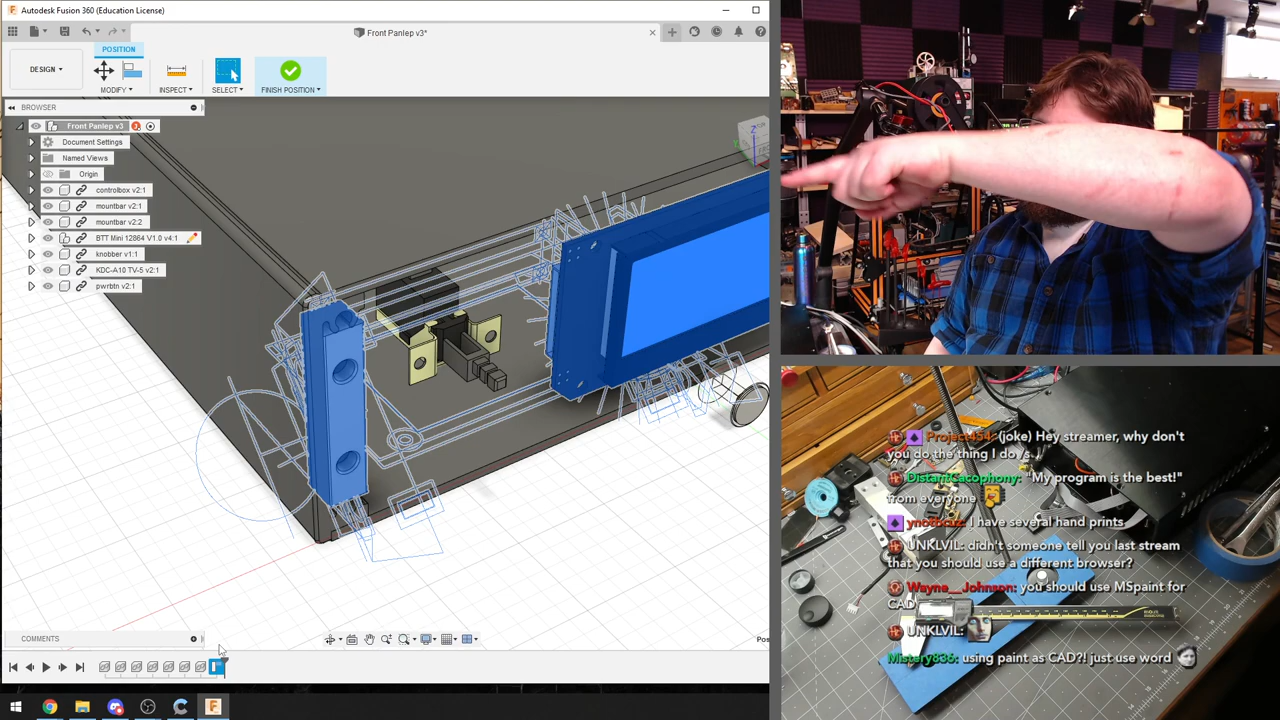 Autodesk Fusion 360 (Education License)
Front Panlep v3*
DESIGN
POSITION
MODIFY
INSPECT
SELECT
FINISH POSITION
BROWSER
Front Panlep v3
Document Settings
Named Views
Origin
controlbox v2:1
mountbar v2:1
mountbar v2:2
BTT Mini 12864 V1.0 v4:1
knobber v1:1
KDC-A10 TV-5 v2:1
pwrbtn v2:1
Z
COMMENTS
Pos
Project454: (joke) Hey streamer, why don't
you do the thing I do /s
DistantCacophony: "My program is the best!"
from everyone
I have several hand prints
UNKLVIL: didn't someone tell you last stream
that you should use a different browser?
Wayne__Johnson: you should use MSpaint for
CAD
UNKLVIL:
Mistery836: using paint as CAD?! just use word